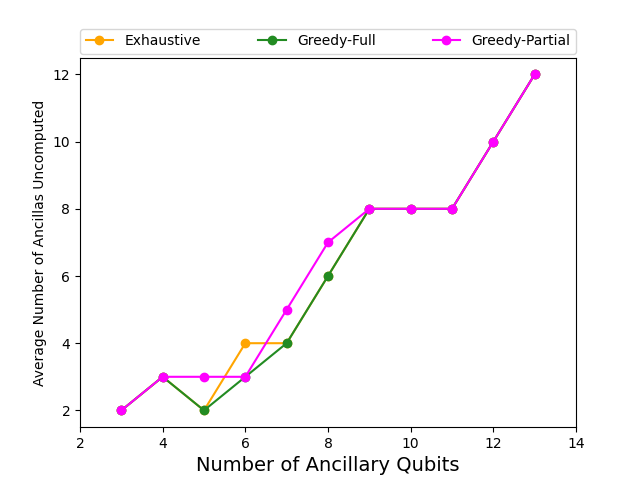 Exhaustive Greedy-Full Greedy-Partial
12
10
8
6
4
2
Average Number of Ancillas Uncomputed
2 4 6 8 10 12 14
Number of Ancillary Qubits